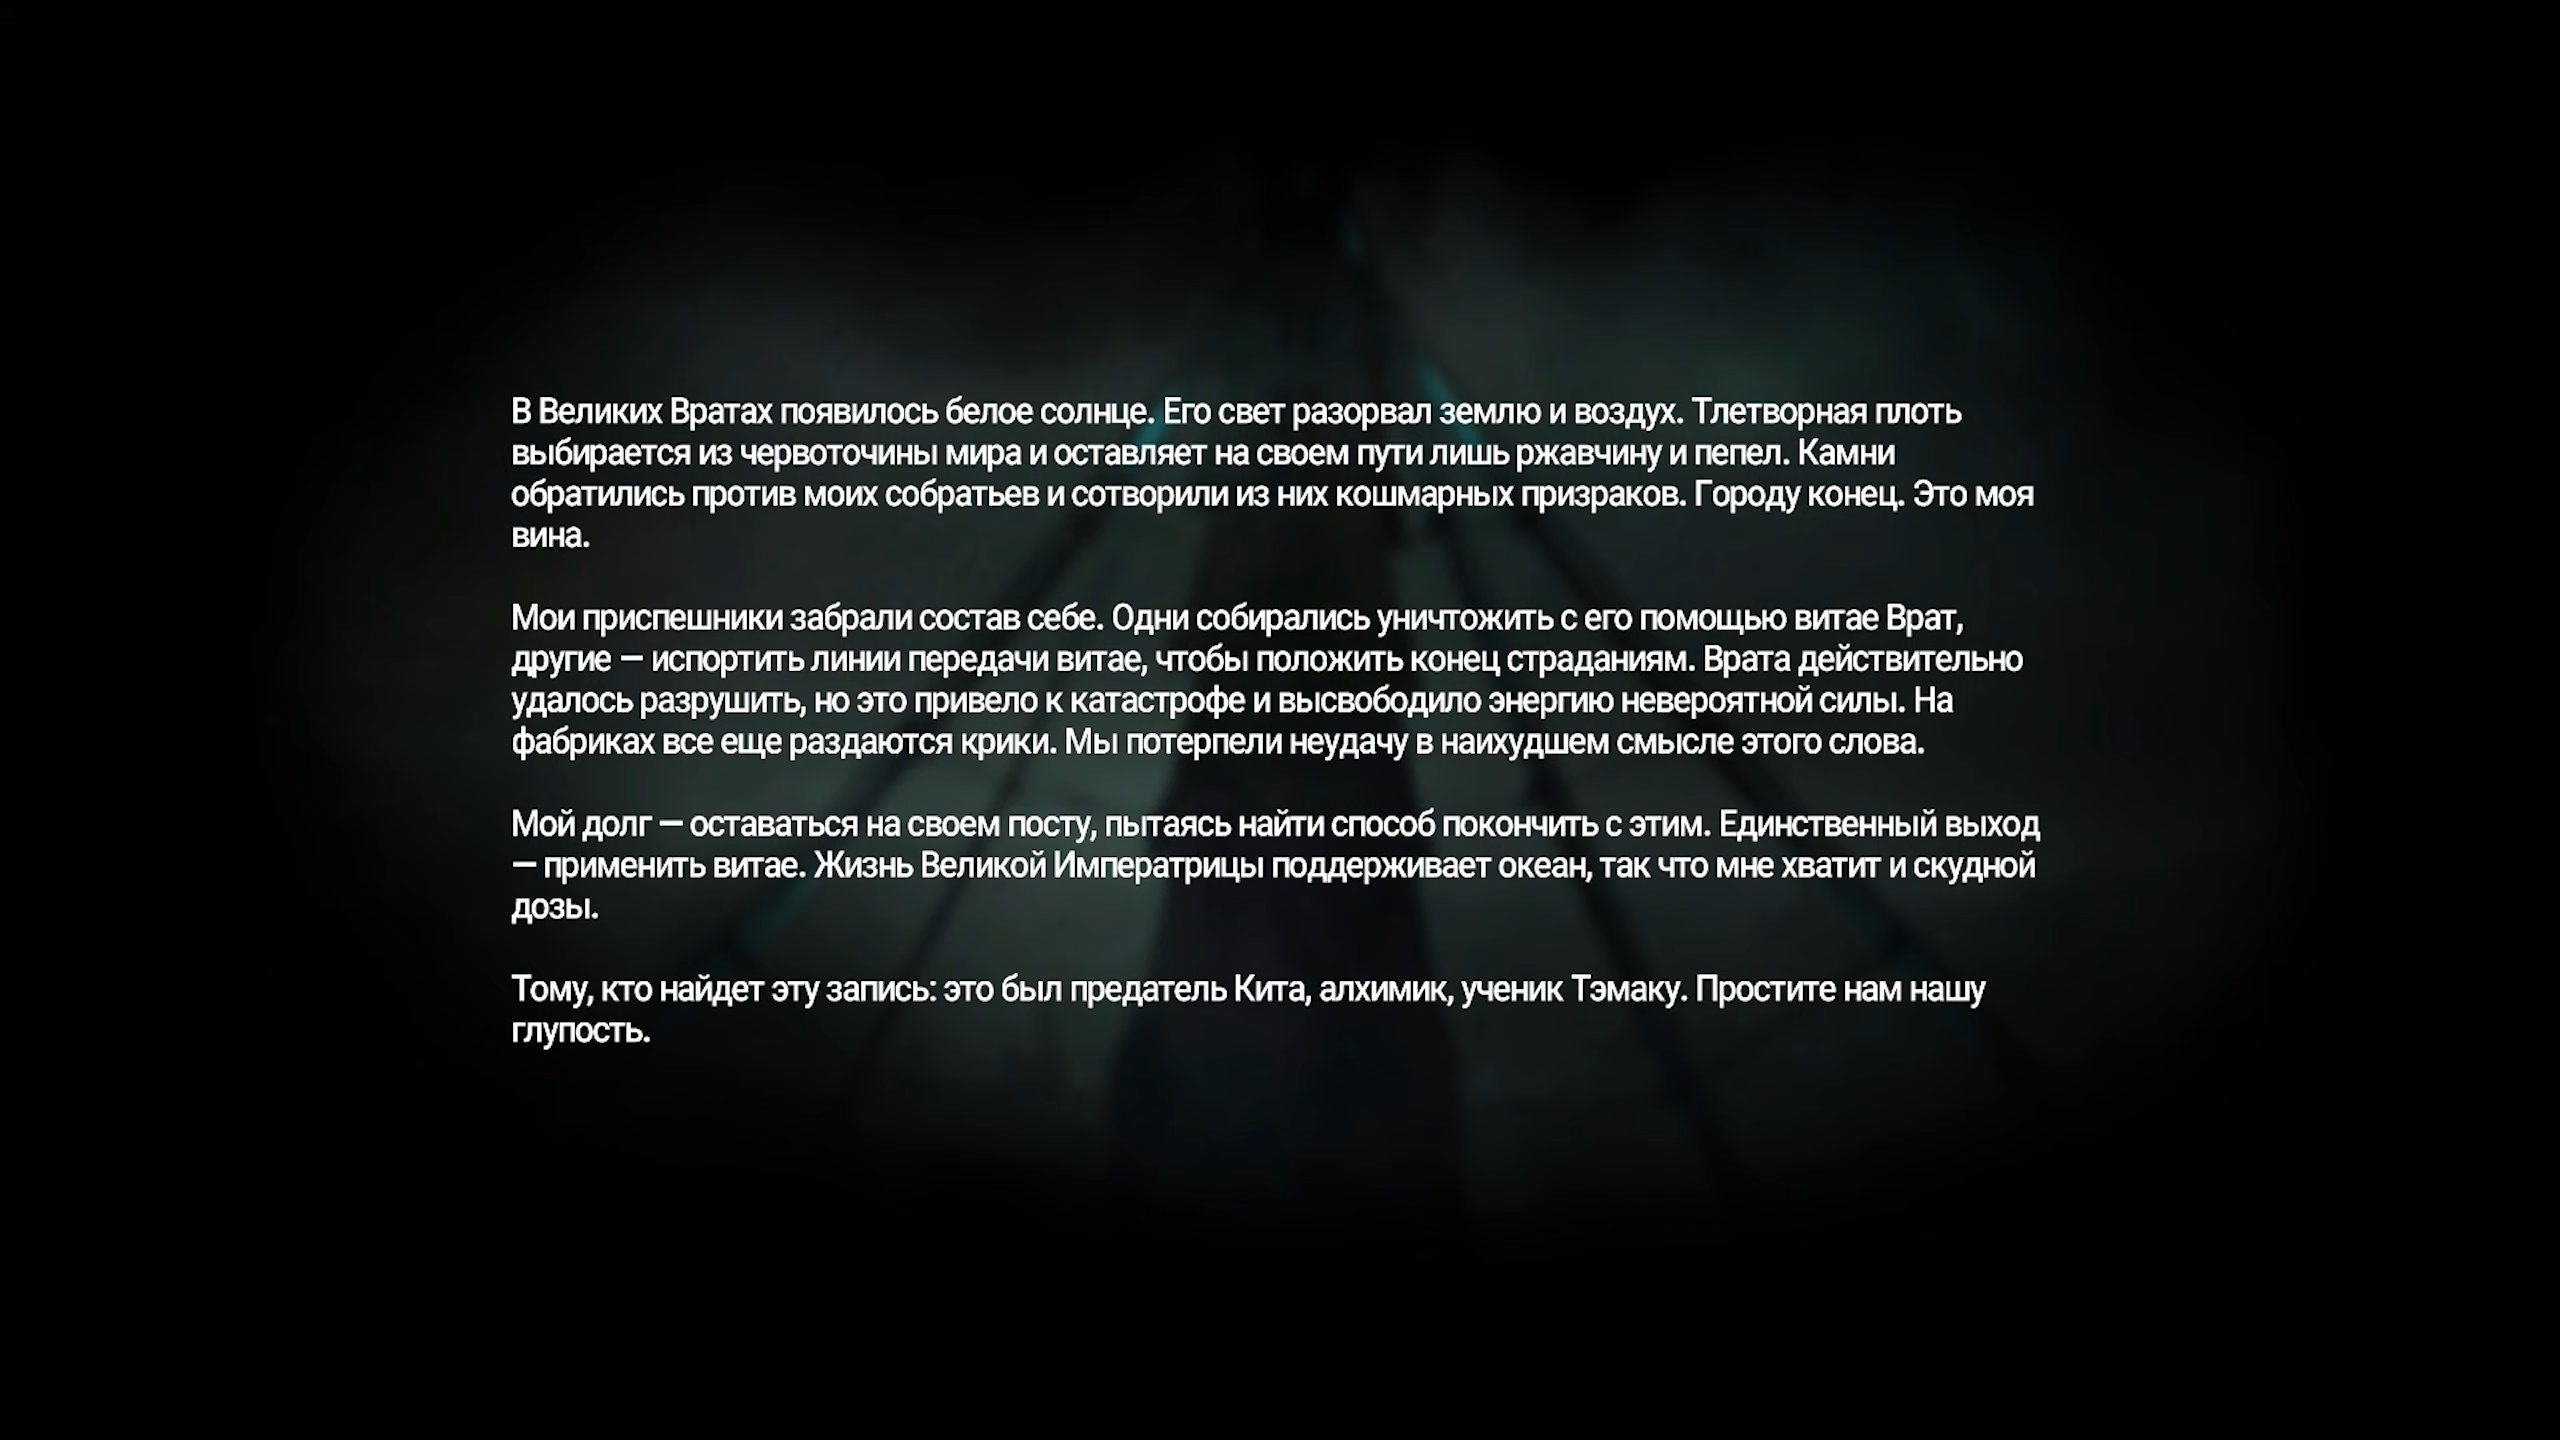 В Великих Вратах появилось белое солнце. Его свет разорвал землю и воздух. Тлетворная плоть
выбирается из червоточины мира и оставляет на своем пути лишь ржавчину и пепел. Камни
обратились против моих собратьев и сотворили из них кошмарных призраков. Городу конец. Это моя
вина.
Мои приспешники забрали состав себе. Одни собирались уничтожить с его помощью витае Врат,
другие — испортить линии передачи витае, чтобы положить конец страданиям. Врата действительно
удалось разрушить, но это привело к катастрофе и высвободило энергию невероятной силы. На
фабриках все еще раздаются крики. Мы потерпели неудачу в наихудшем смысле этого слова.
Мой долг — оставаться на своем посту, пытаясь найти способ покончить с этим. Единственный выход
— применить витае. Жизнь Великой Императрицы поддерживает океан, так что мне хватит и скудной
дозы.
Тому, кто найдет эту запись: это был предатель Кита, алхимик, ученик Тэмаку. Простите нам нашу
глупость.